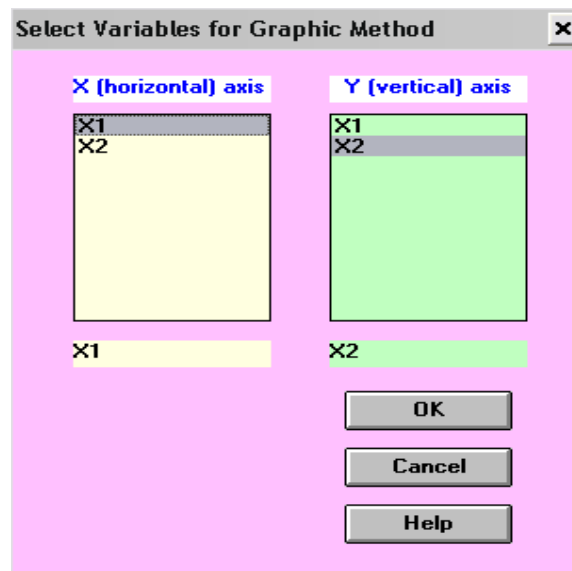 Select Variables for Graphic Method
X (horizontal) axis
Y (vertical) axis
X1
X2
X1
X2
X1
X2
OK
Cancel
Help